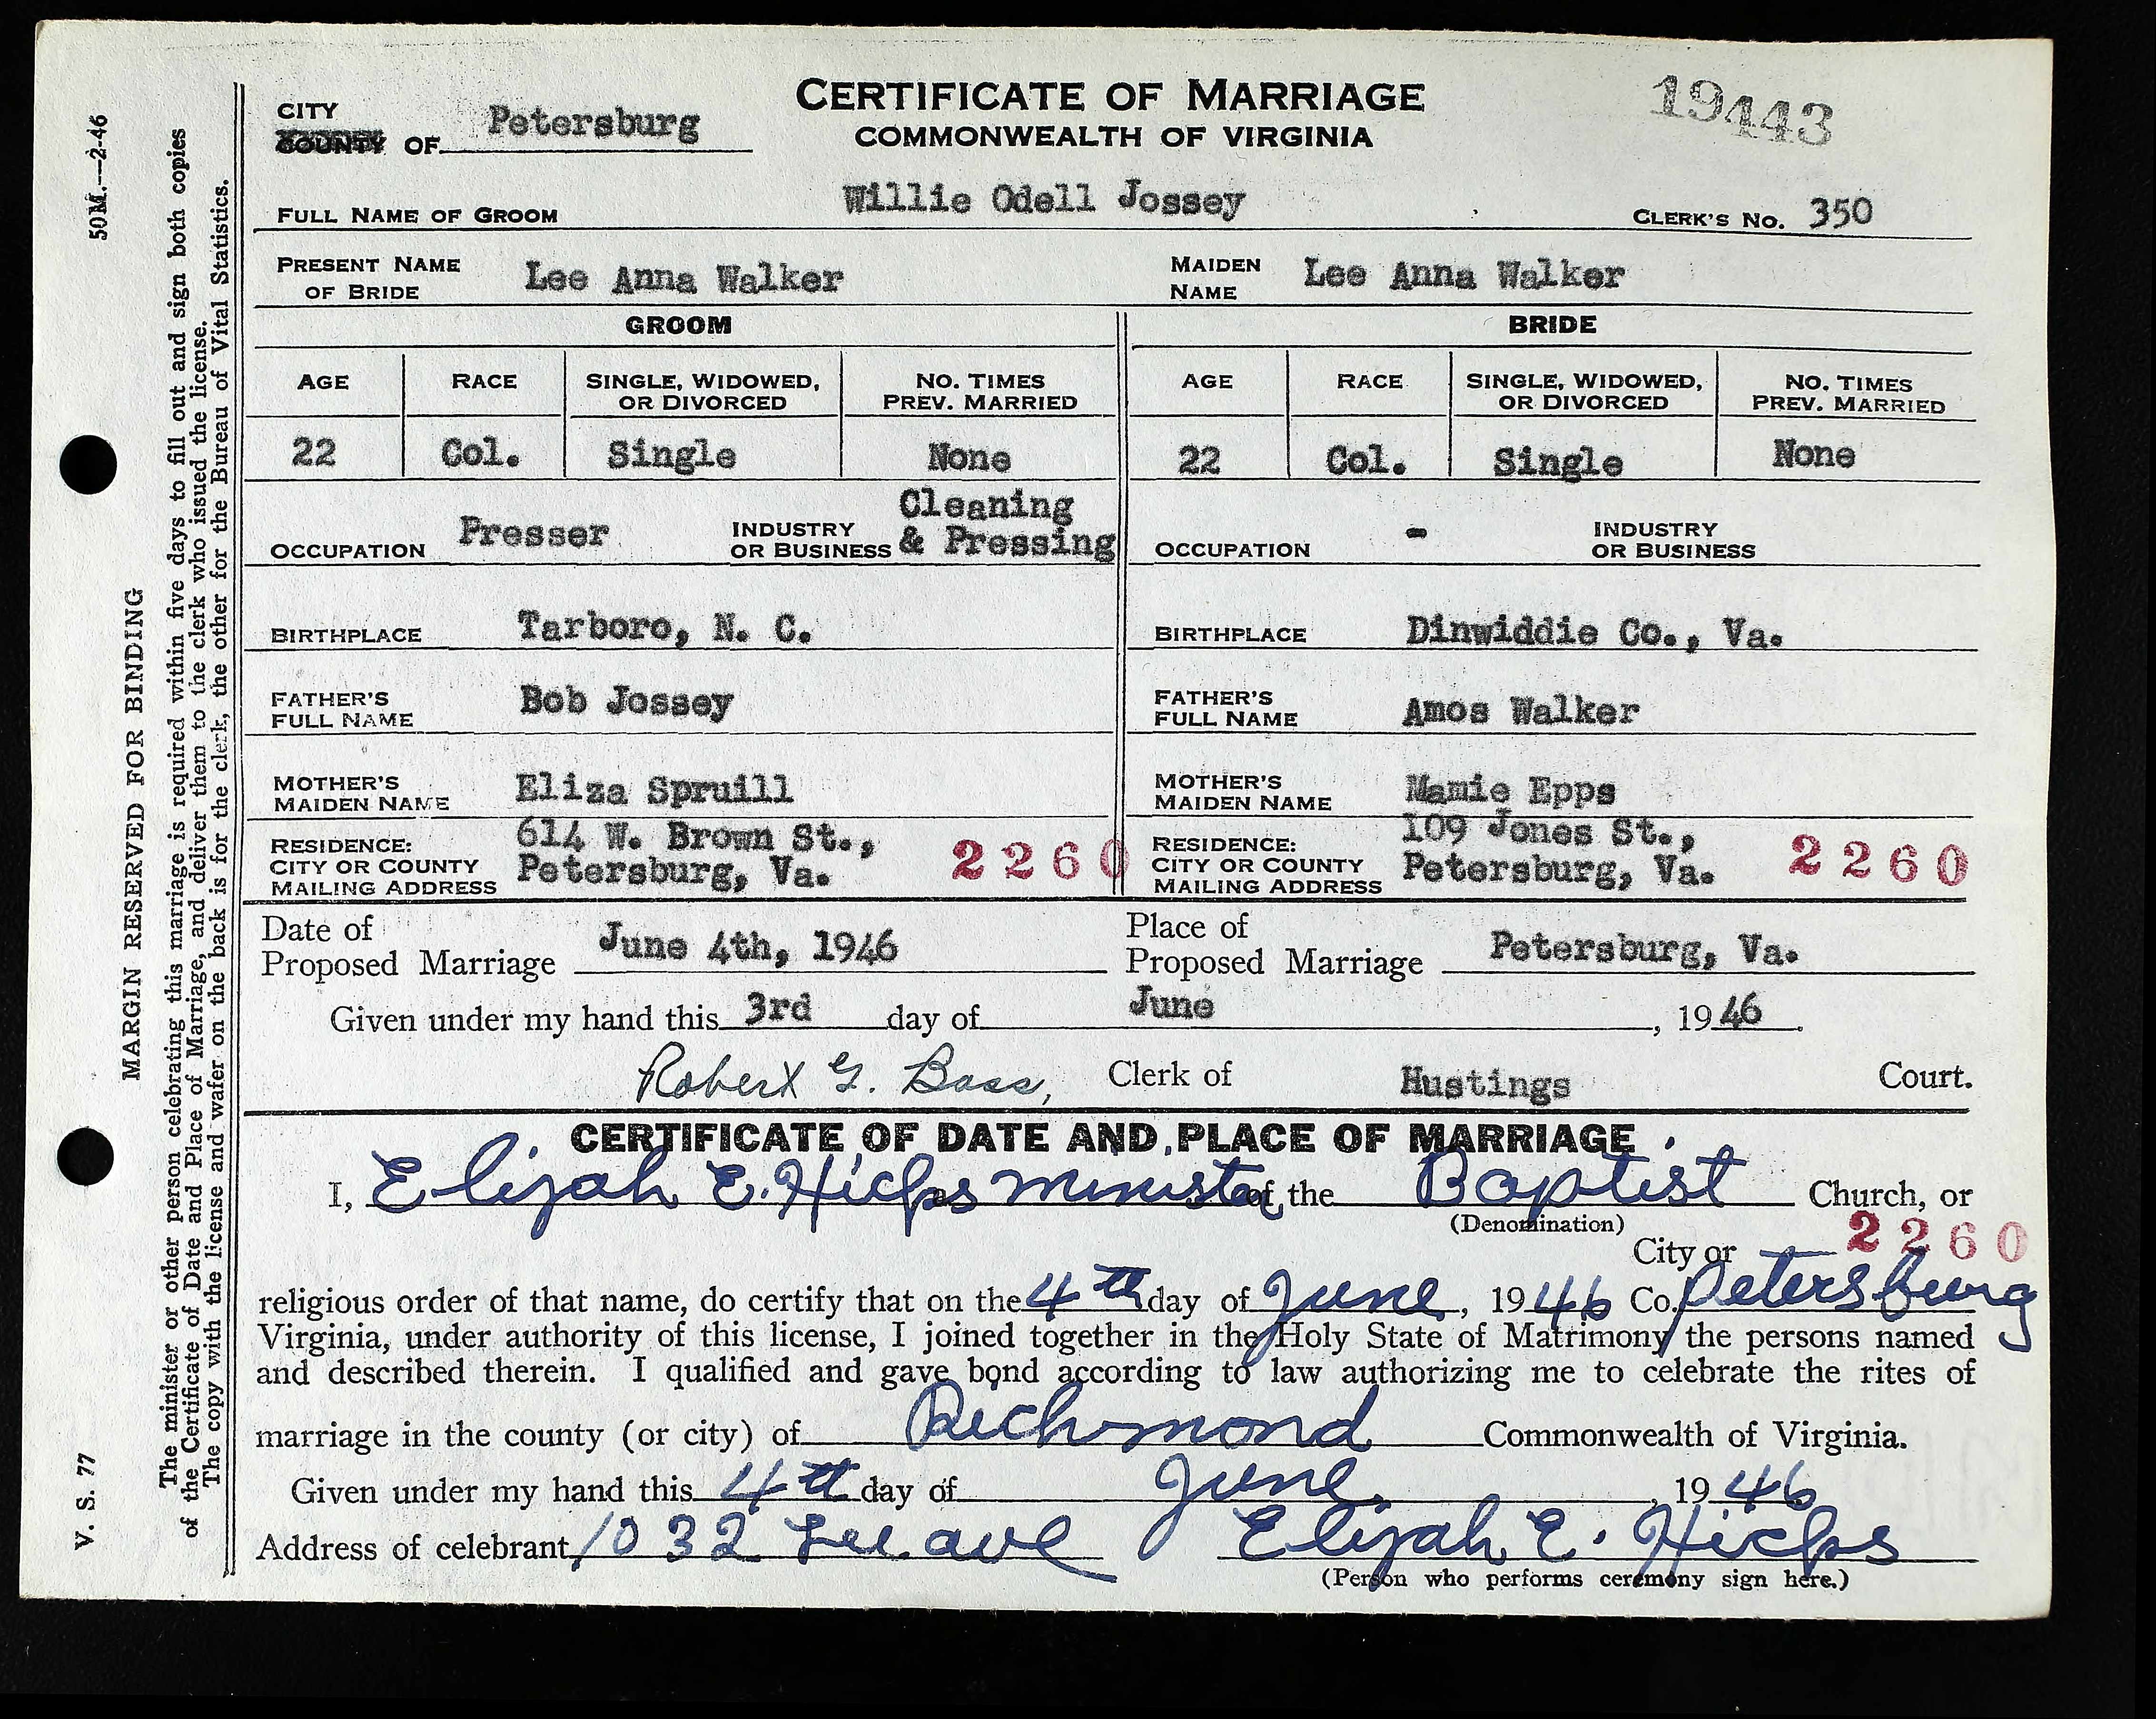 CERTIFICATE OF MARRIAGE
COMMONWEALTH OF VIRGINIA
19443
CITY
COUNTY OF Petersburg
FULL NAME OF GROOM Willie Odell Jossey CLERK'S No. 350
PRESENT NAME OF BRIDE Lee Anna Walker MAIDEN NAME Lee Anna Walker
GROOM BRIDE
AGE RACE SINGLE, WIDOWED, OR DIVORCED NO. TIMES PREV. MARRIED AGE RACE SINGLE, WIDOWED, OR DIVORCED NO. TIMES PREV. MARRIED
22 Col. Single None 22 Col. Single None
OCCUPATION Presser INDUSTRY OR BUSINESS Cleaning & Pressing OCCUPATION - INDUSTRY OR BUSINESS
BIRTHPLACE Tarboro, N. C. BIRTHPLACE Dinwiddie Co., Va.
FATHER'S FULL NAME Bob Jossey FATHER'S FULL NAME Amos Walker
MOTHER'S MAIDEN NAME Eliza Spruill MOTHER'S MAIDEN NAME Mamie Epps
RESIDENCE: CITY OR COUNTY MAILING ADDRESS 614 W. Brown St., Petersburg, Va. 2260 RESIDENCE: CITY OR COUNTY MAILING ADDRESS 109 Jones St., Petersburg, Va. 2260
Date of Proposed Marriage June 4th, 1946 Place of Proposed Marriage Petersburg, Va.
Given under my hand this 3rd day of June, 1946.
Robert G. Bass, Clerk of Hustings Court.
CERTIFICATE OF DATE AND PLACE OF MARRIAGE
I, Elijah E. Hicks a minister of the Baptist Church, or
(Denomination)
2260
City or
religious order of that name, do certify that on the 4th day of June, 1946 Co. Petersburg
Virginia, under authority of this license, I joined together in the Holy State of Matrimony the persons named
and described therein. I qualified and gave bond according to law authorizing me to celebrate the rites of
marriage in the county (or city) of Richmond Commonwealth of Virginia.
Given under my hand this 4th day of June, 1946
Address of celebrant 1032 Lee ave Elijah E. Hicks
(Person who performs ceremony sign here.)
V. S. 77 50M.—2-46
MARGIN RESERVED FOR BINDING
The minister or other person celebrating this marriage is required within five days to fill out and sign both copies
of the Certificate of Date and Place of Marriage, and deliver them to the clerk who issued the license.
The copy with the license and wafer on the back is for the clerk, the other for the Bureau of Vital Statistics.